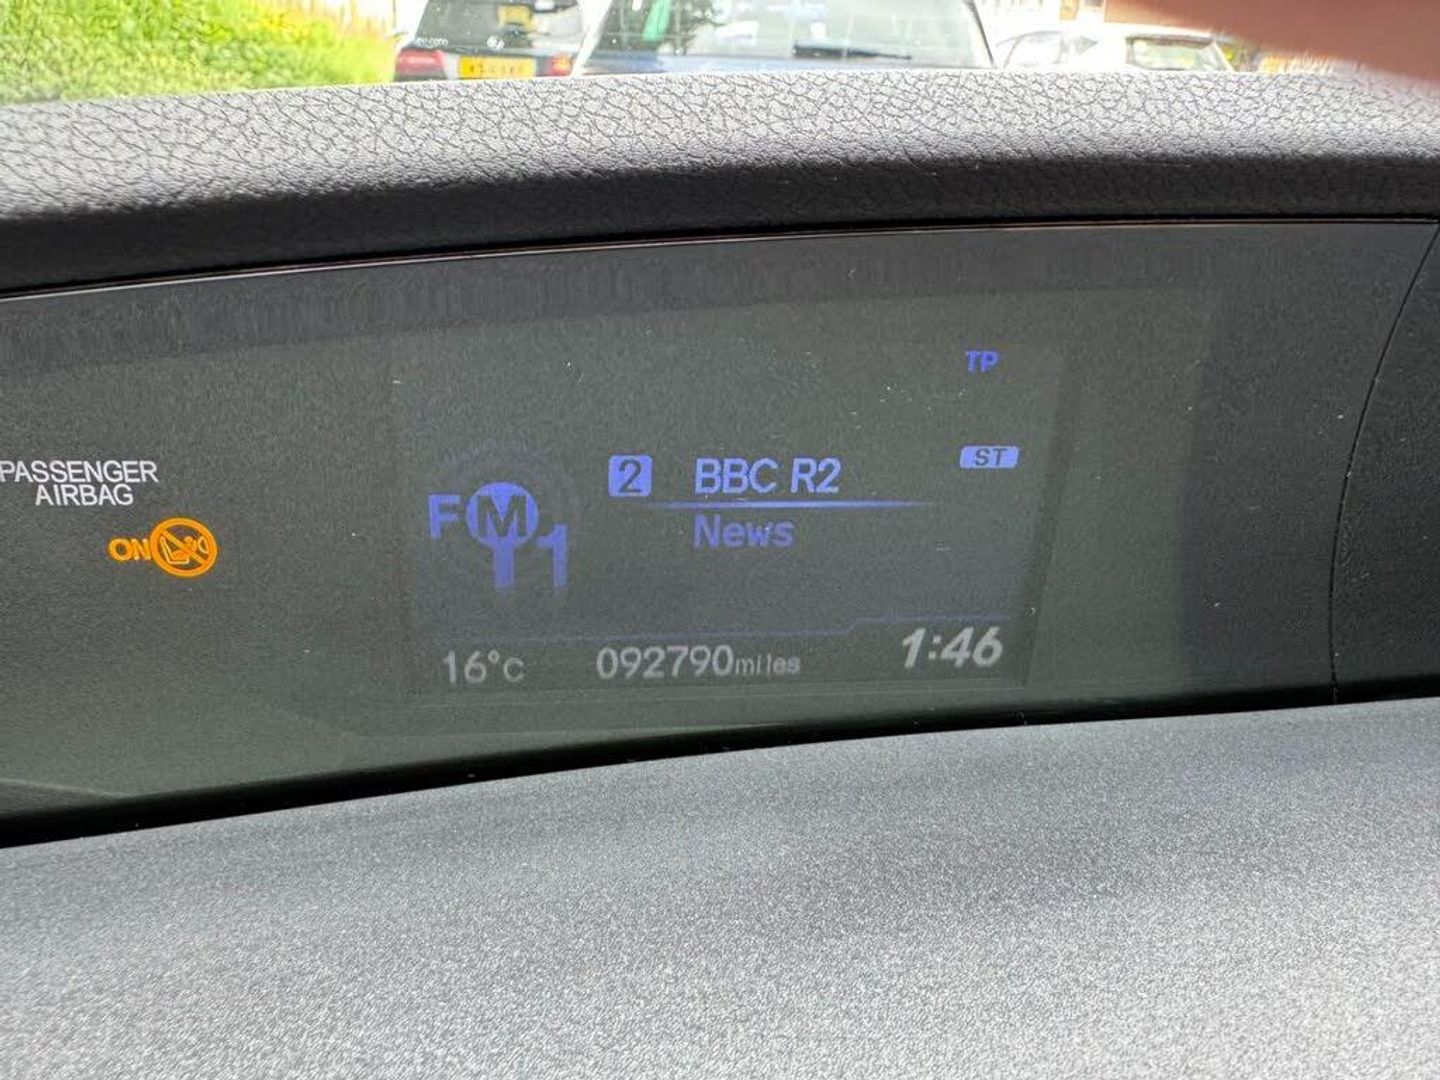 TP
PASSENGER
AIRBAG
ON
FM 1
2 BBC R2
ST
News
16°C 092790miles 1:46